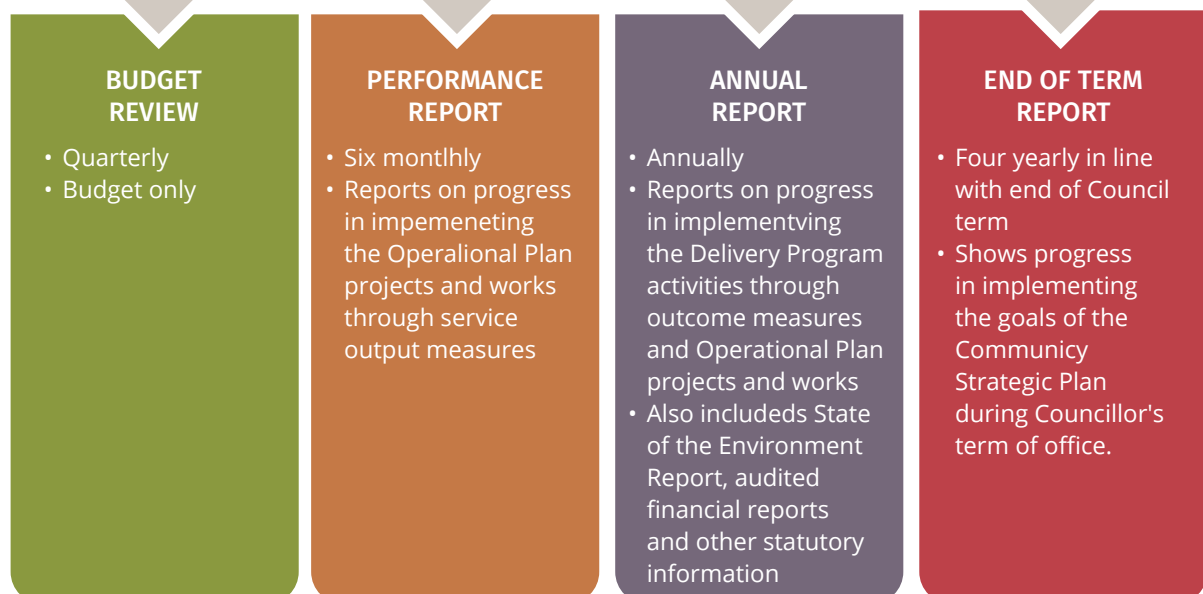 BUDGET
REVIEW
• Quarterly
• Budget only
PERFORMANCE
REPORT
• Six montlhly
• Reports on progress
in impemeneting
the Operalional Plan
projects and works
through service
output measures
ANNUAL
REPORT
• Annually
• Reports on progress
in implementving
the Delivery Program
activities through
outcome measures
and Operational Plan
projects and works
• Also includeds State
of the Environment
Report, audited
financial reports
and other statutory
information
END OF TERM
REPORT
• Four yearly in line
with end of Council
term
• Shows progress
in implementing
the goals of the
Communicy
Strategic Plan
during Councillor's
term of office.